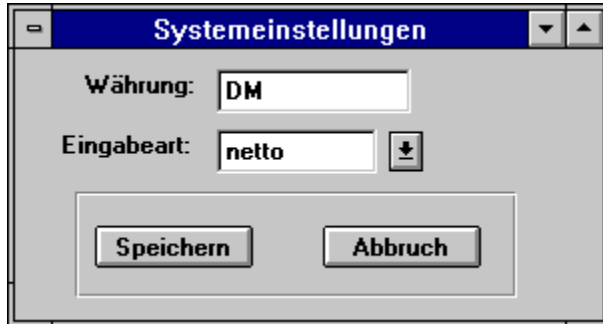 Systemeinstellungen
Währung: DM
Eingabeart: netto
Speichern Abbruch